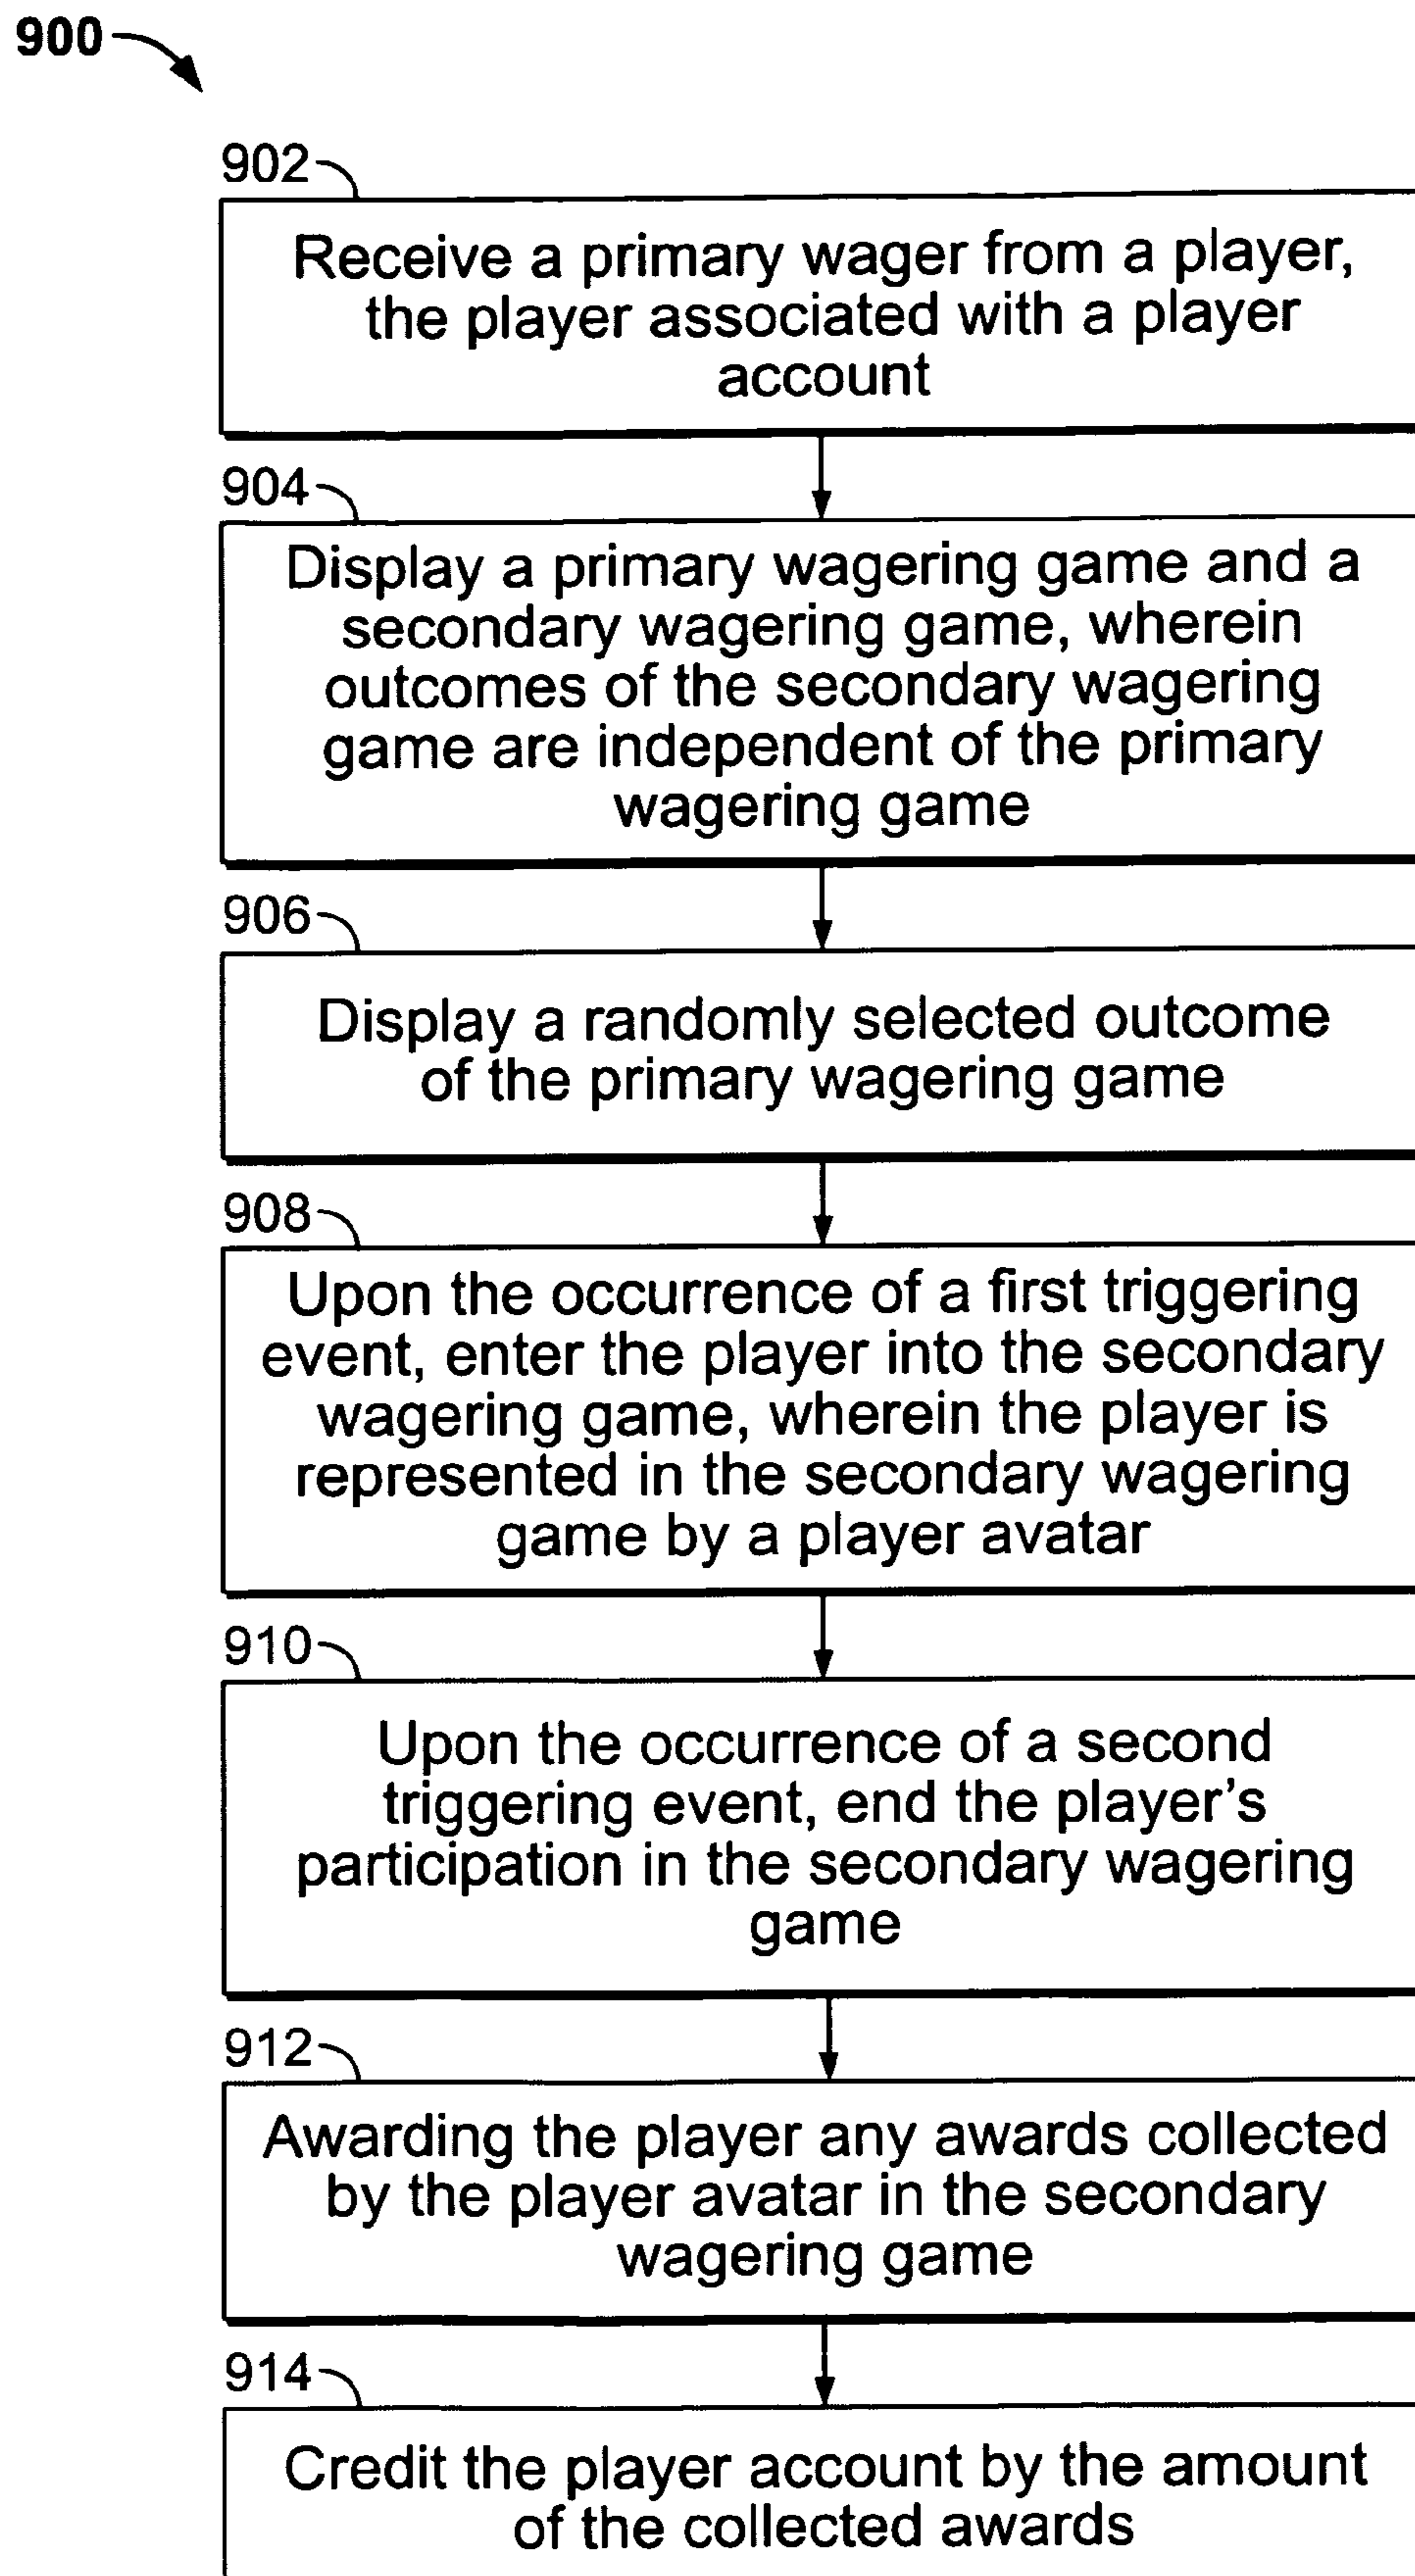 900
902
Receive a primary wager from a player,
the player associated with a player
account
904
Display a primary wagering game and a
secondary wagering game, wherein
outcomes of the secondary wagering
game are independent of the primary
wagering game
906
Display a randomly selected outcome
of the primary wagering game
908
Upon the occurrence of a first triggering
event, enter the player into the secondary
wagering game, wherein the player is
represented in the secondary wagering
game by a player avatar
910
Upon the occurrence of a second
triggering event, end the player’s
participation in the secondary wagering
game
912
Awarding the player any awards collected
by the player avatar in the secondary
wagering game
914
Credit the player account by the amount
of the collected awards